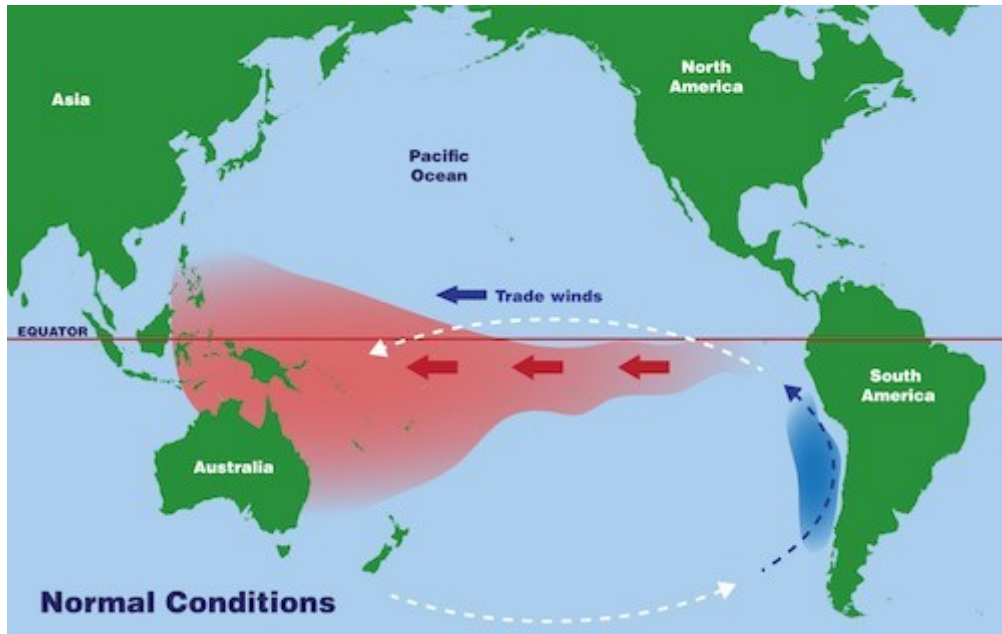 Asia
North
America
Pacific
Ocean
Trade winds
EQUATOR
South
America
Australia
Normal Conditions